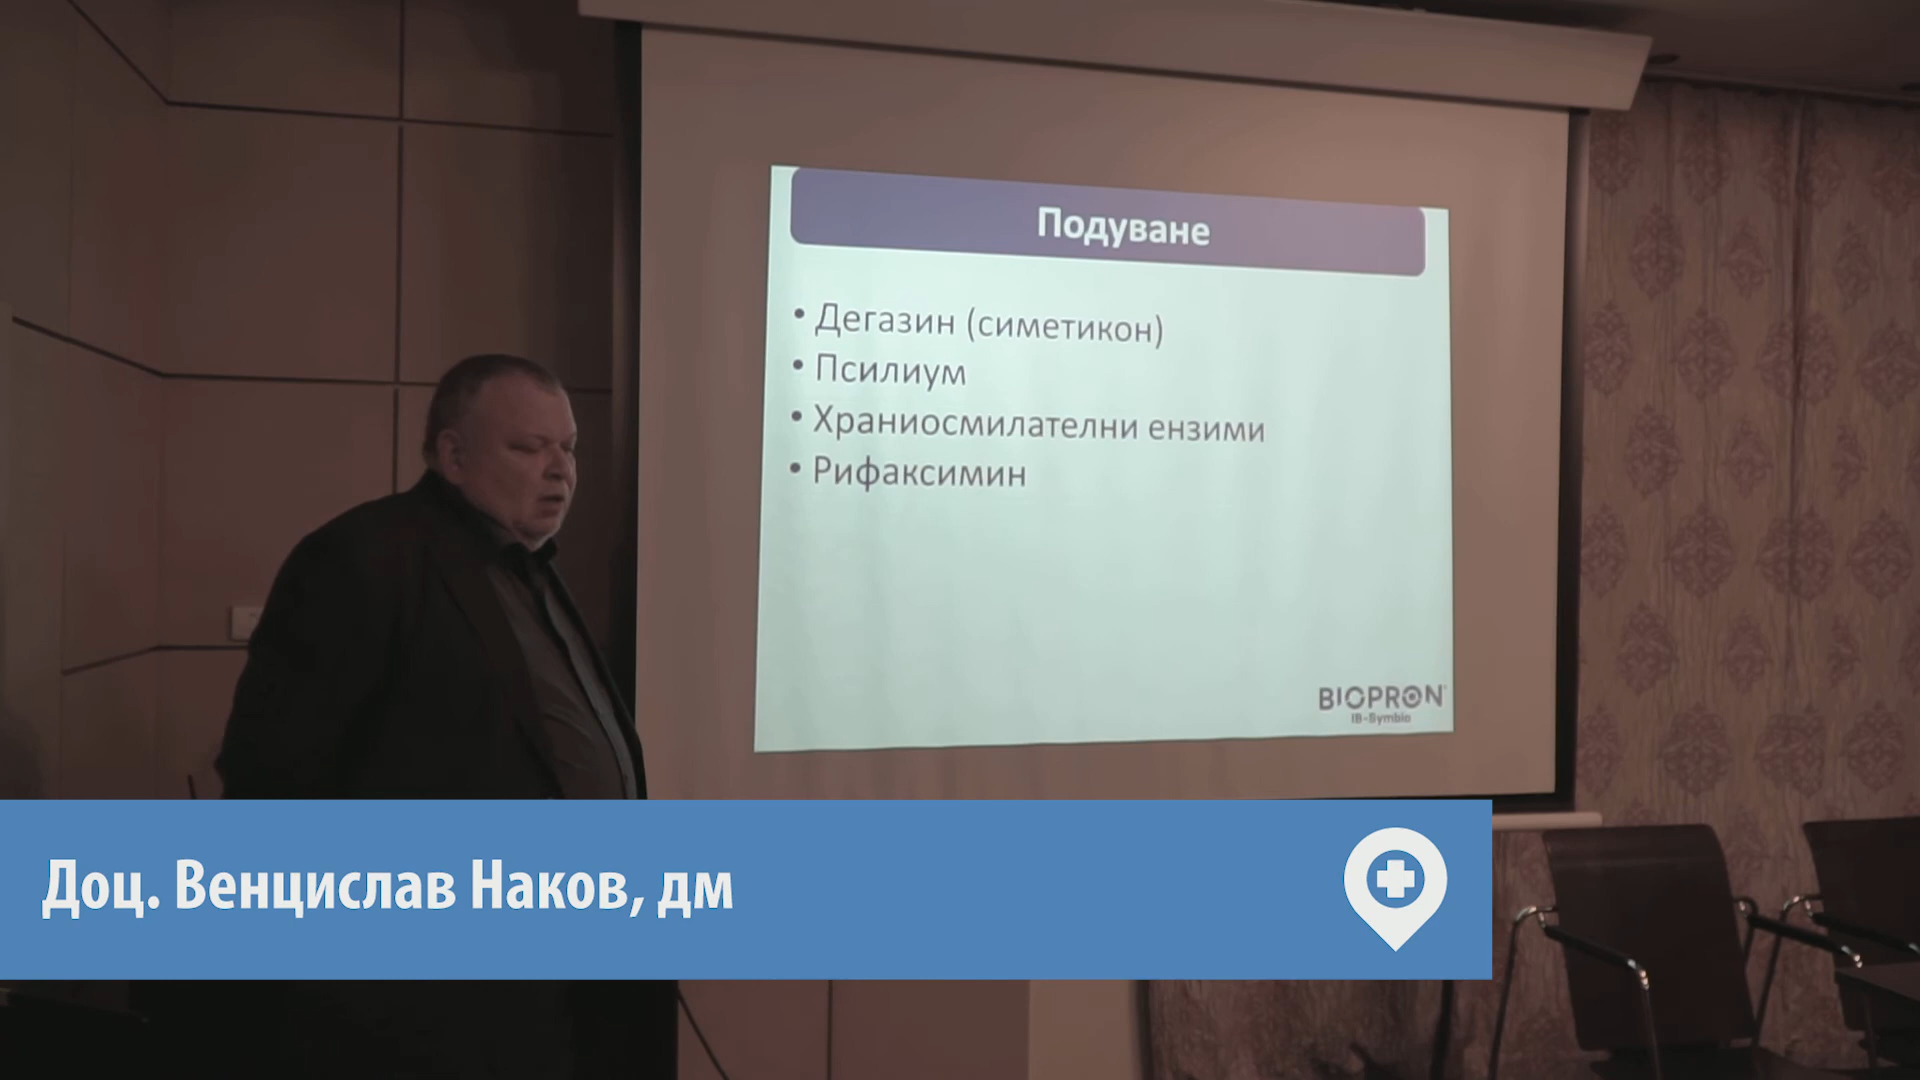 Подуване
• Дегазин (симетикон)
• Псилиум
• Храниосмилателни ензими
• Рифаксимин
BIOPRON
IB-Symbio
Доц. Венцислав Наков, дм